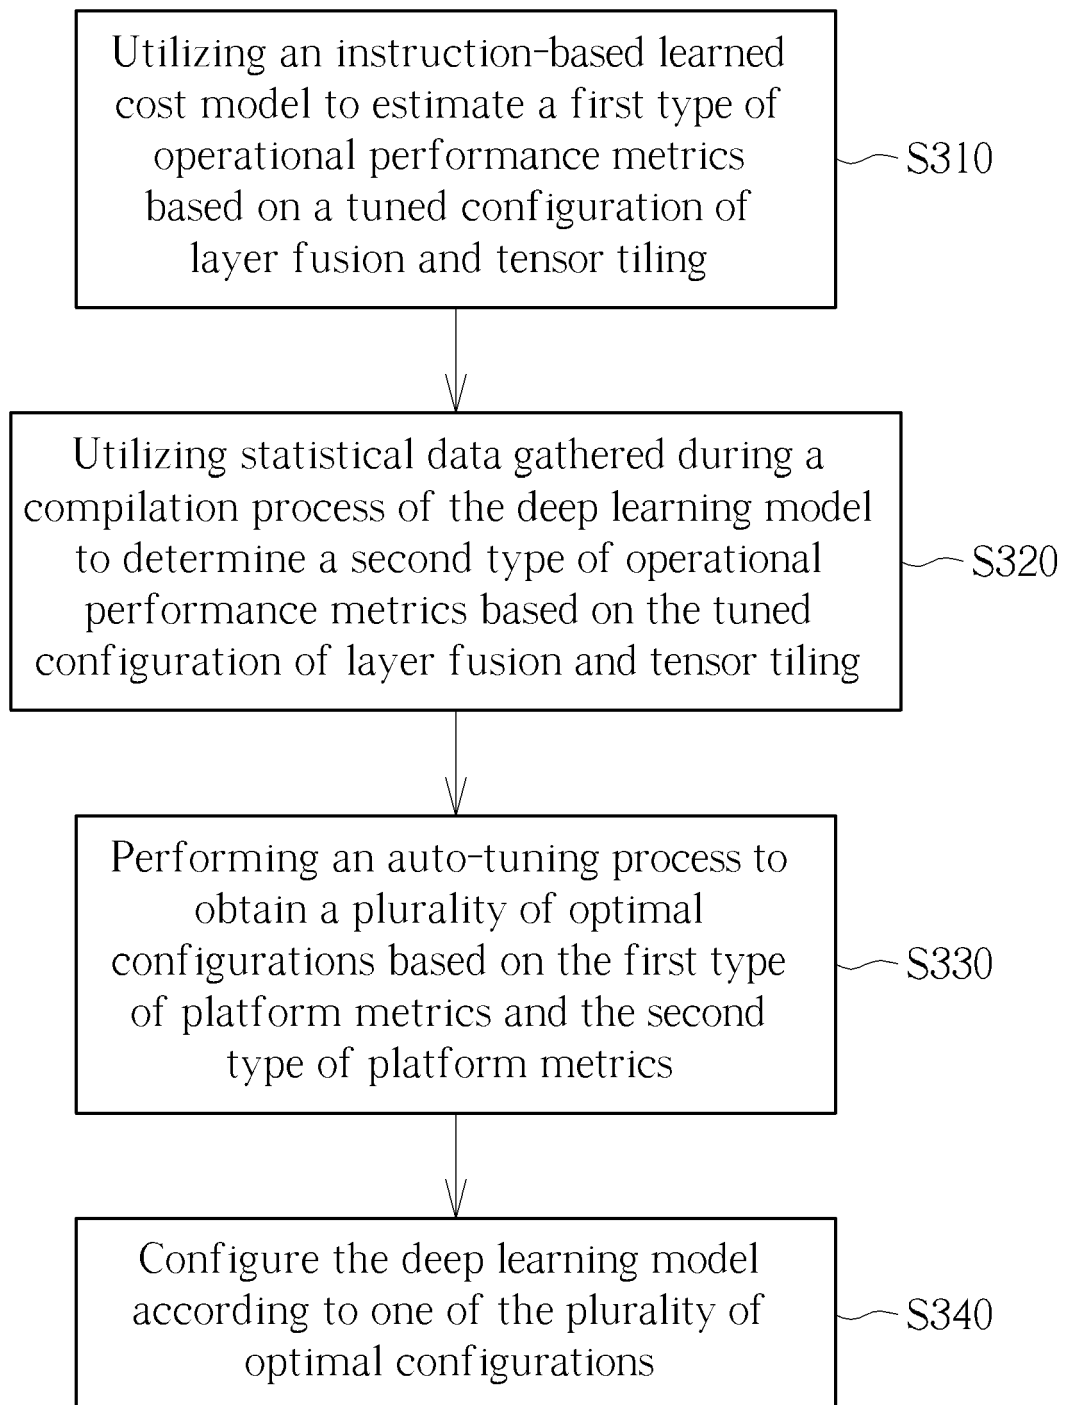 Utilizing an instruction-based learned
cost model to estimate a first type of
operational performance metrics
based on a tuned configuration of
layer fusion and tensor tiling
S310
Utilizing statistical data gathered during a
compilation process of the deep learning model
to determine a second type of operational
performance metrics based on the tuned
configuration of layer fusion and tensor tiling
S320
Performing an auto-tuning process to
obtain a plurality of optimal
configurations based on the first type
of platform metrics and the second
type of platform metrics
S330
Configure the deep learning model
according to one of the plurality of
optimal configurations
S340